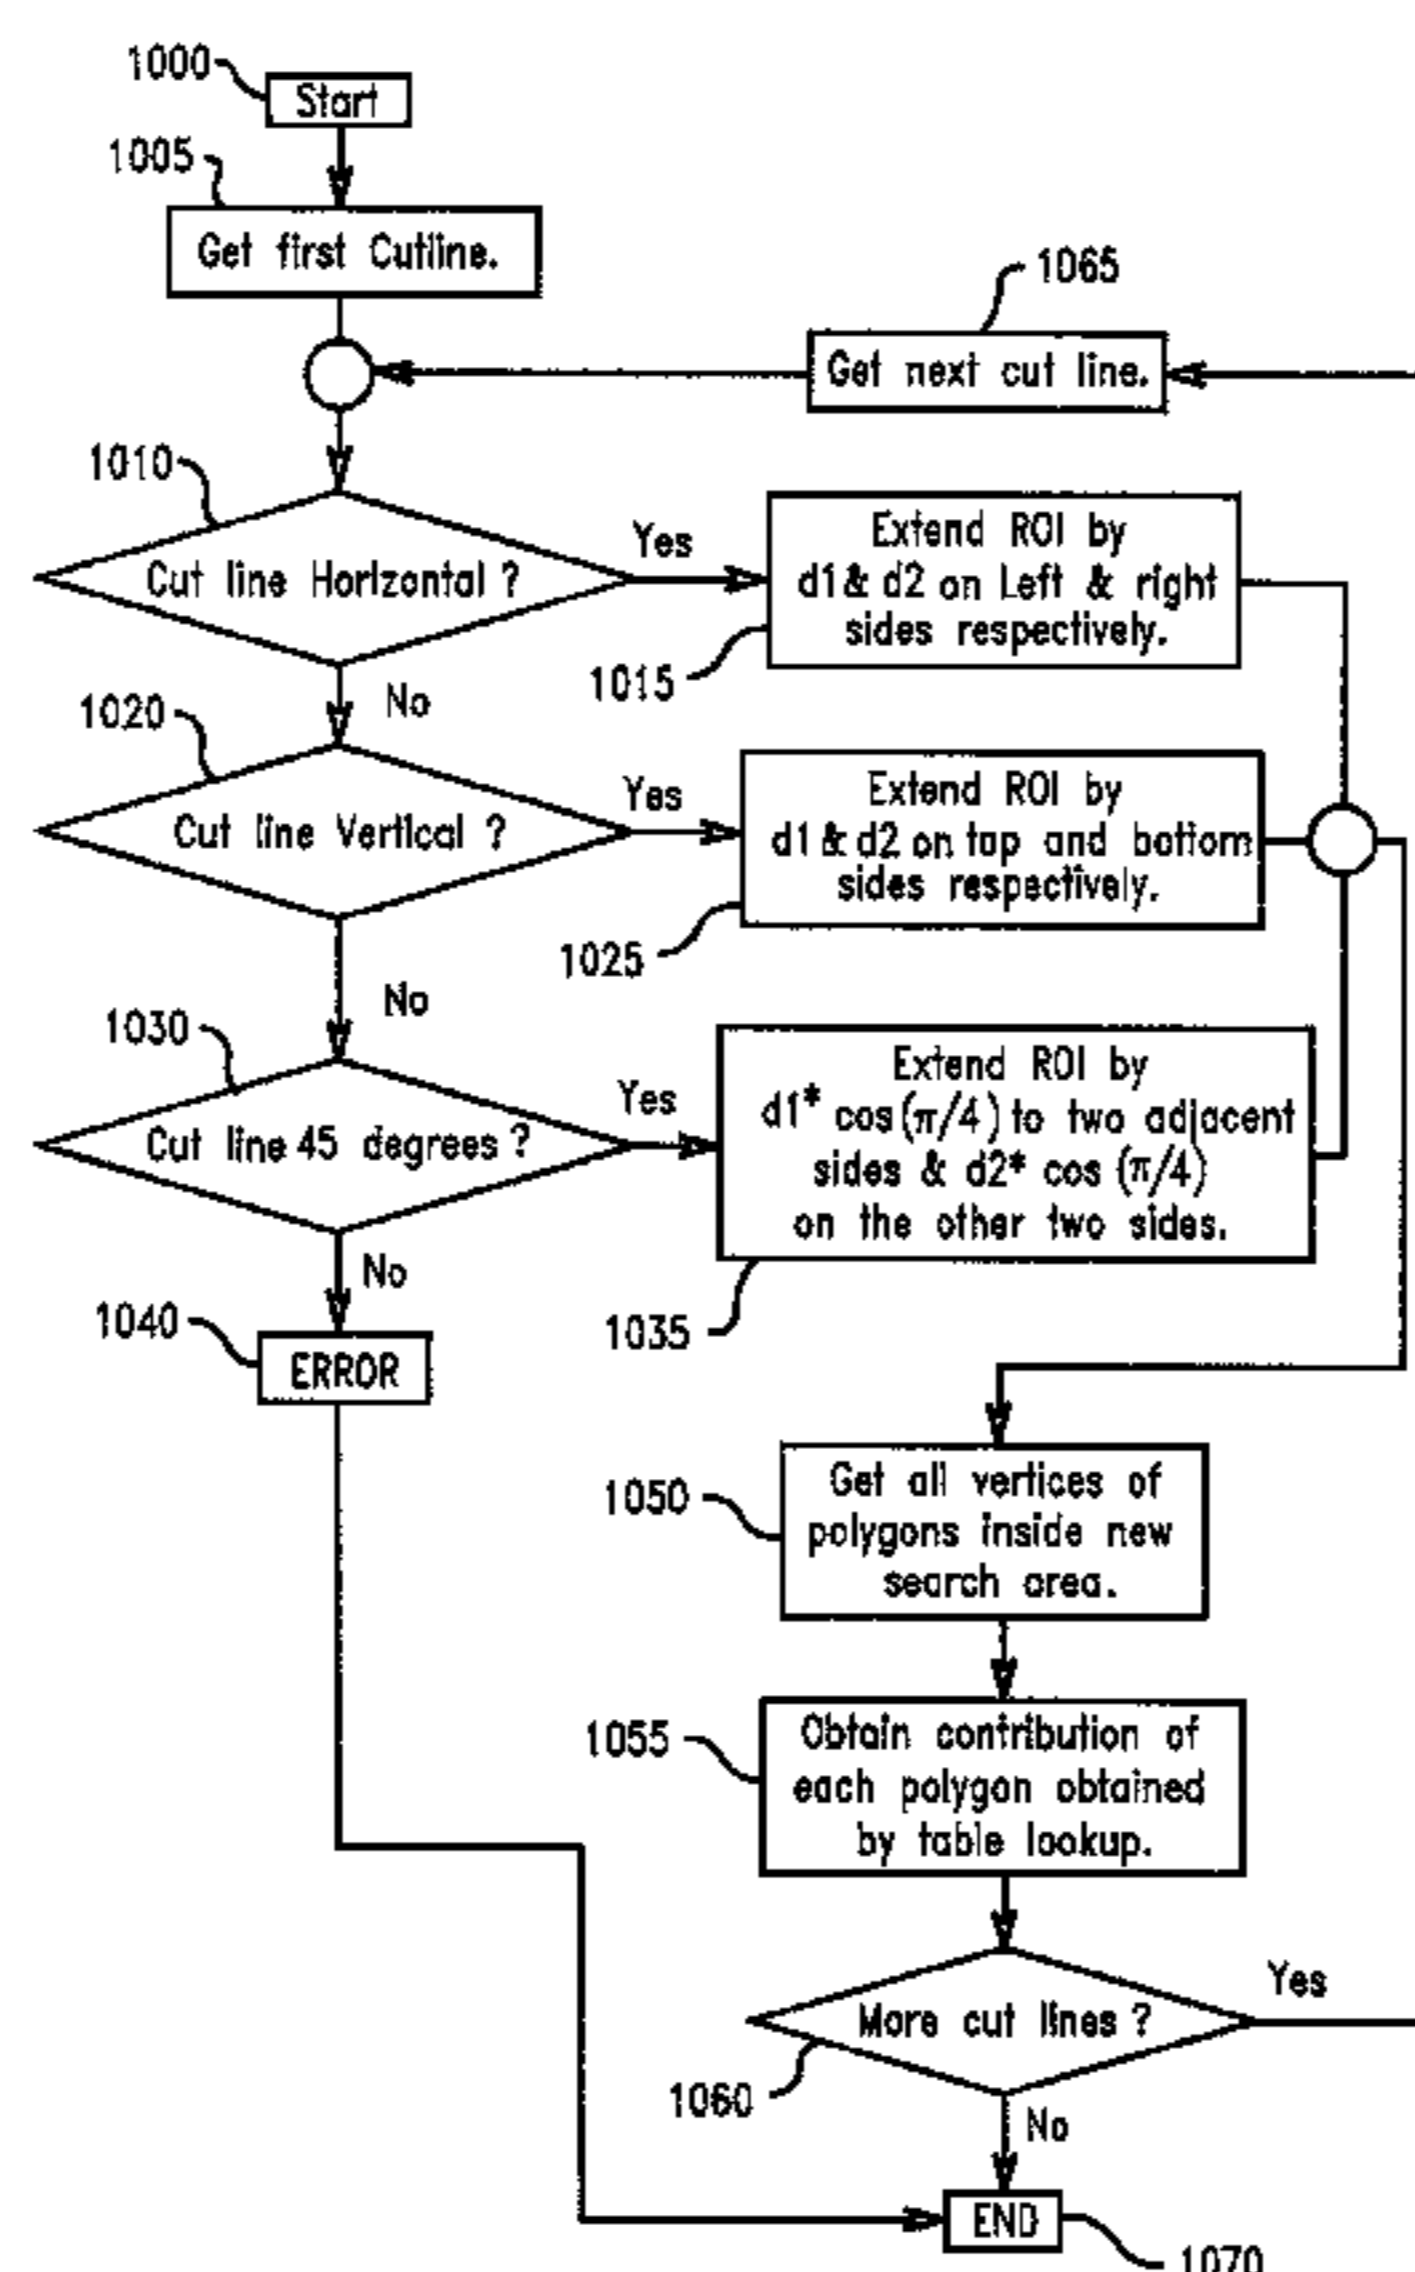 1000
Start
1005
Get first Cutline.
1065
Get next cut line.
1010
Cut line Horizontal ?
Yes
Extend ROI by
d1 & d2 on Left & right
sides respectively.
1015
No
1020
Cut line Vertical ?
Yes
Extend ROI by
d1 & d2 on top and bottom
sides respectively.
1025
No
1030
Cut line 45 degrees ?
Yes
Extend ROI by
d1* cos (π/4) to two adjacent
sides & d2* cos (π/4)
on the other two sides.
1035
No
1040
ERROR
1050
Get all vertices of
polygons inside new
search area.
1055
Obtain contribution of
each polygon obtained
by table lookup.
More cut lines ?
Yes
1060
No
END
1070